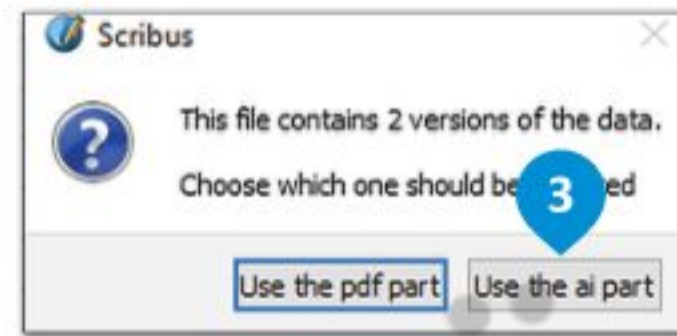 Scribus
?
This file contains 2 versions of the data.
Choose which one should be ed
3
Use the pdf part Use the ai part